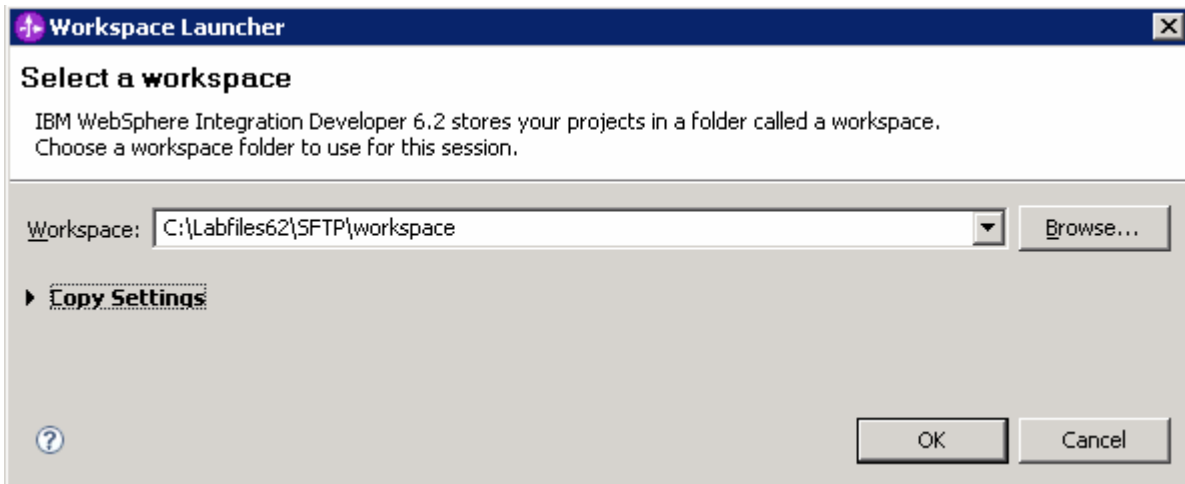 Workspace Launcher
Select a workspace
IBM WebSphere Integration Developer 6.2 stores your projects in a folder called a workspace.
Choose a workspace folder to use for this session.
Workspace: C:\Labfiles62\SFTP\workspace Browse...
Copy Settings
? OK Cancel